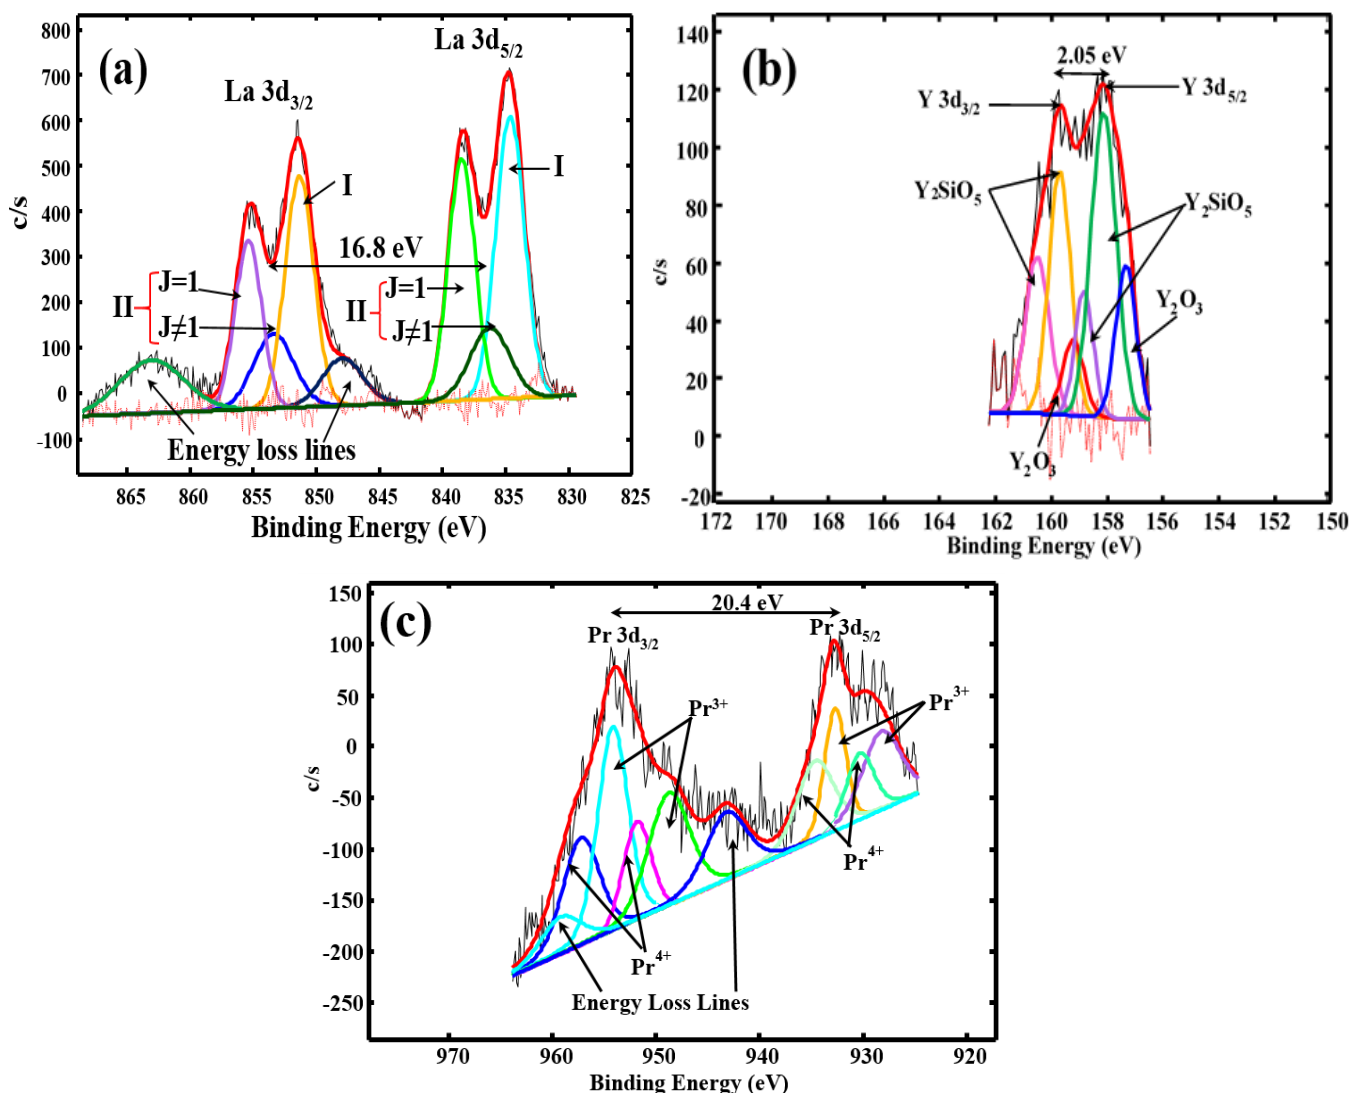 (a)
La 3d5/2
La 3d3/2
I
I
16.8 eV
II
J=1
J≠1
II
J=1
J≠1
Energy loss lines
800
700
600
500
400
300
200
100
0
-100
c/s
865 860 855 850 845 840 835 830 825
Binding Energy (eV)
(b)
2.05 eV
Y 3d3/2
Y 3d5/2
Y2SiO5
Y2SiO5
Y2O3
Y2O3
140
120
100
80
60
40
20
0
-20
c/s
172 170 168 166 164 162 160 158 156 154 152 150
Binding Energy (eV)
(c)
20.4 eV
Pr 3d3/2
Pr 3d5/2
Pr3+
Pr3+
Pr4+
Pr4+
Energy Loss Lines
150
100
50
0
-50
-100
-150
-200
-250
c/s
970 960 950 940 930 920
Binding Energy (eV)